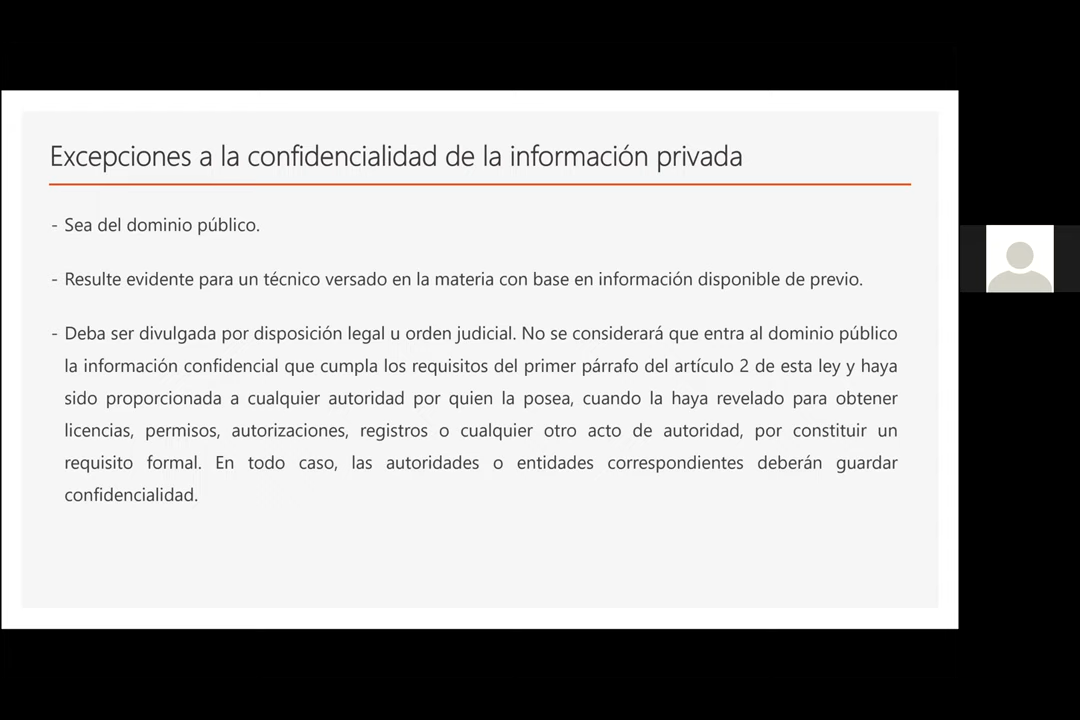 Excepciones a la confidencialidad de la información privada
- Sea del dominio público.
- Resulte evidente para un técnico versado en la materia con base en información disponible de previo.
- Deba ser divulgada por disposición legal u orden judicial. No se considerará que entra al dominio público
la información confidencial que cumpla los requisitos del primer párrafo del artículo 2 de esta ley y haya
sido proporcionada a cualquier autoridad por quien la posea, cuando la haya revelado para obtener
licencias, permisos, autorizaciones, registros o cualquier otro acto de autoridad, por constituir un
requisito formal. En todo caso, las autoridades o entidades correspondientes deberán guardar
confidencialidad.